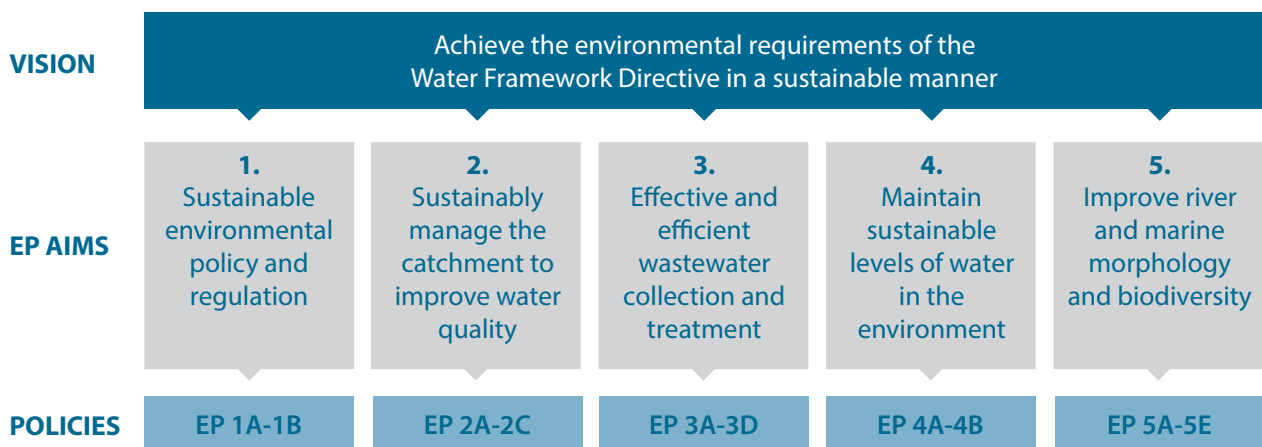 VISION
Achieve the environmental requirements of the
Water Framework Directive in a sustainable manner
EP AIMS
1.
Sustainable
environmental
policy and
regulation
2.
Sustainably
manage the
catchment to
improve water
quality
3.
Effective and
efficient
wastewater
collection and
treatment
4.
Maintain
sustainable
levels of water
in the
environment
5.
Improve river
and marine
morphology
and biodiversity
POLICIES
EP 1A-1B
EP 2A-2C
EP 3A-3D
EP 4A-4B
EP 5A-5E